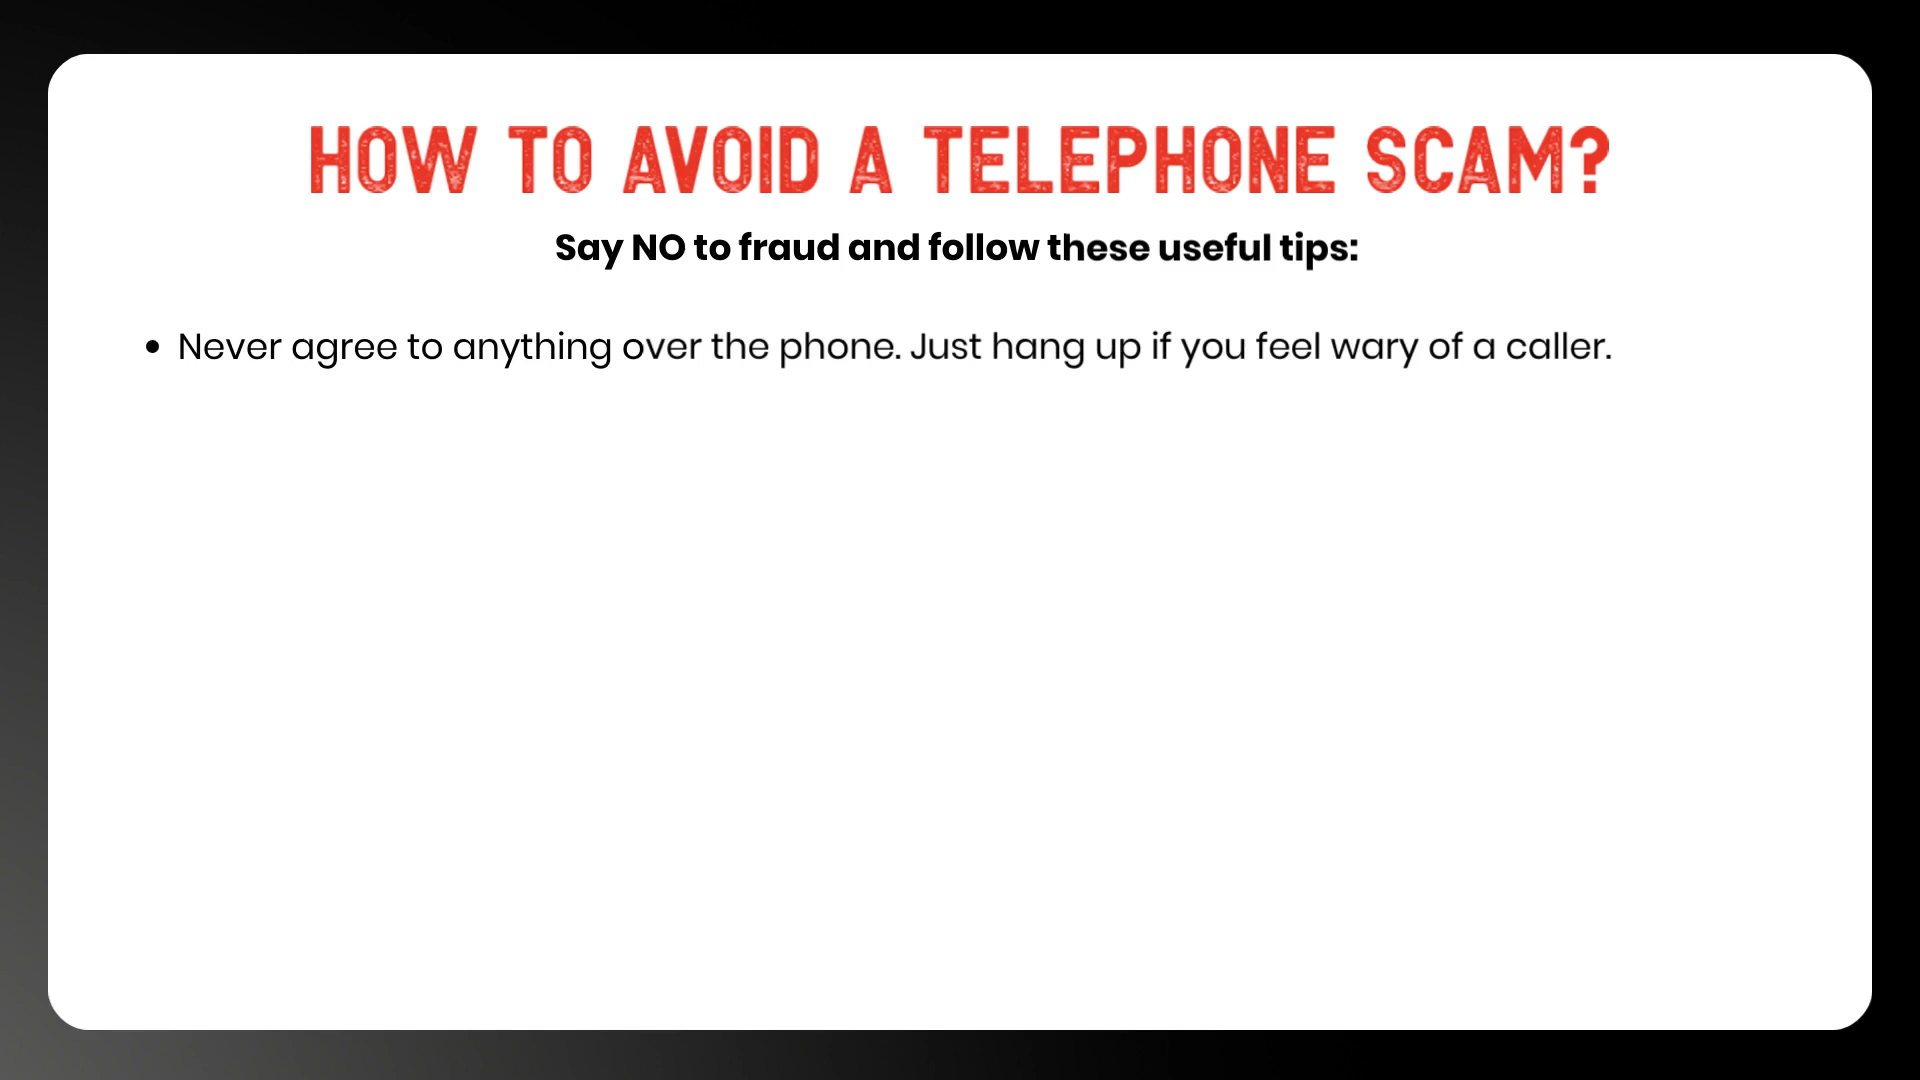 HOW TO AVOID A TELEPHONE SCAM?
Say NO to fraud and follow these useful tips:
• Never agree to anything over the phone. Just hang up if you feel wary of a caller.